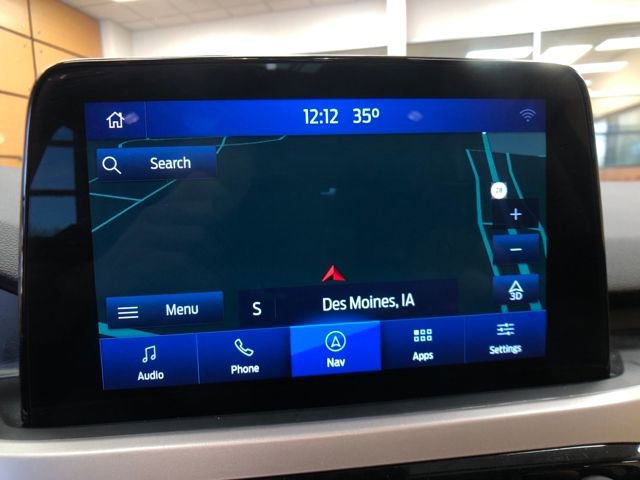 12:12 35°
Search
+
−
3D
Menu
S Des Moines, IA
Audio Phone Nav Apps Settings